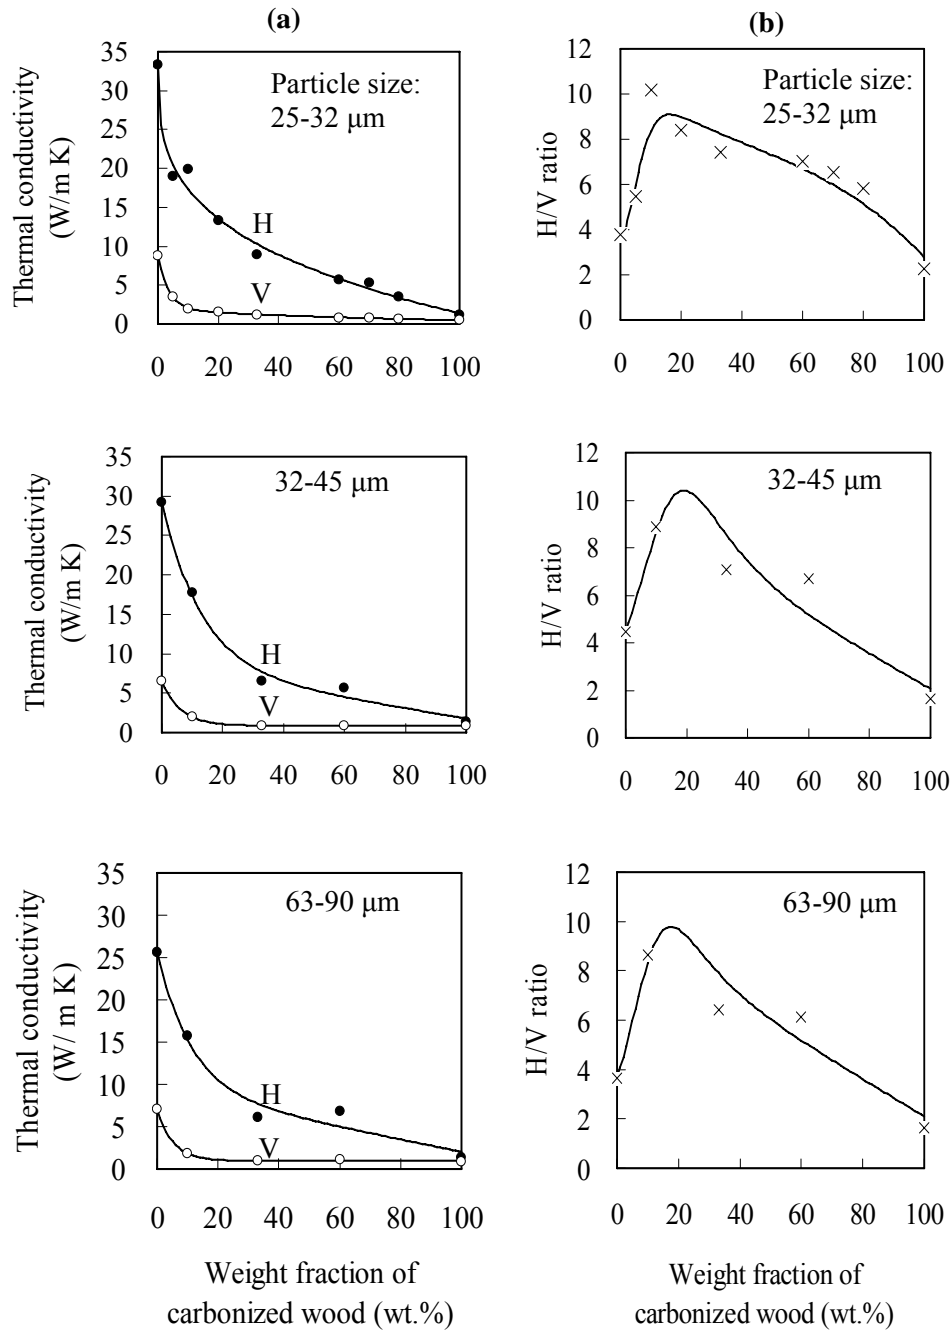 (a)
(b)
Thermal conductivity
(W/m K)
35
30
25
20
15
10
5
0
Particle size:
25-32 μm
H
V
0 20 40 60 80 100
H/V ratio
12
10
8
6
4
2
0
Particle size:
25-32 μm
0 20 40 60 80 100
Thermal conductivity
(W/m K)
35
30
25
20
15
10
5
0
32-45 μm
H
V
0 20 40 60 80 100
H/V ratio
12
10
8
6
4
2
0
32-45 μm
0 20 40 60 80 100
Thermal conductivity
(W/ m K)
35
30
25
20
15
10
5
0
63-90 μm
H
V
0 20 40 60 80 100
Weight fraction of
carbonized wood (wt.%)
H/V ratio
12
10
8
6
4
2
0
63-90 μm
0 20 40 60 80 100
Weight fraction of
carbonized wood (wt.%)